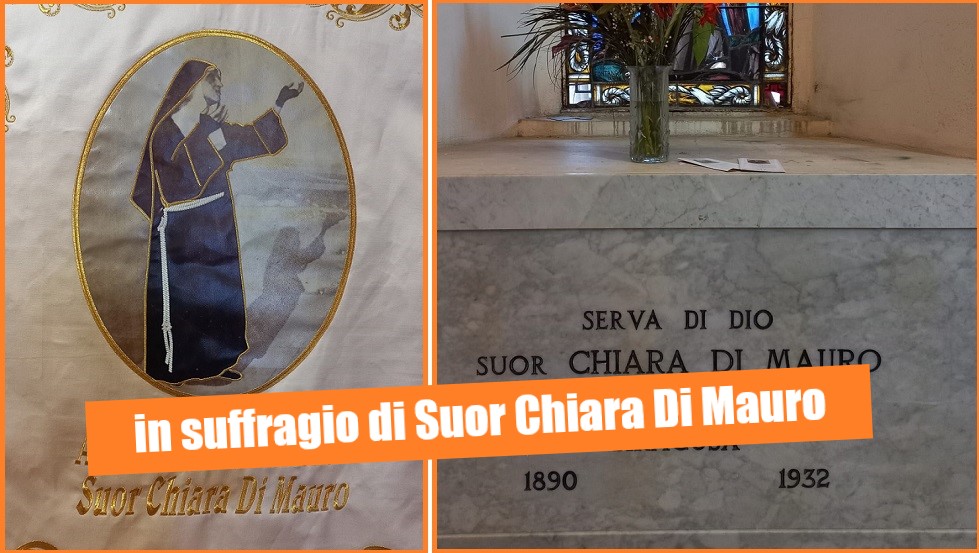 Suor Chiara Di Mauro
SERVA DI DIO
SUOR CHIARA DI MAURO
in suffragio di Suor Chiara Di Mauro
1890 1932